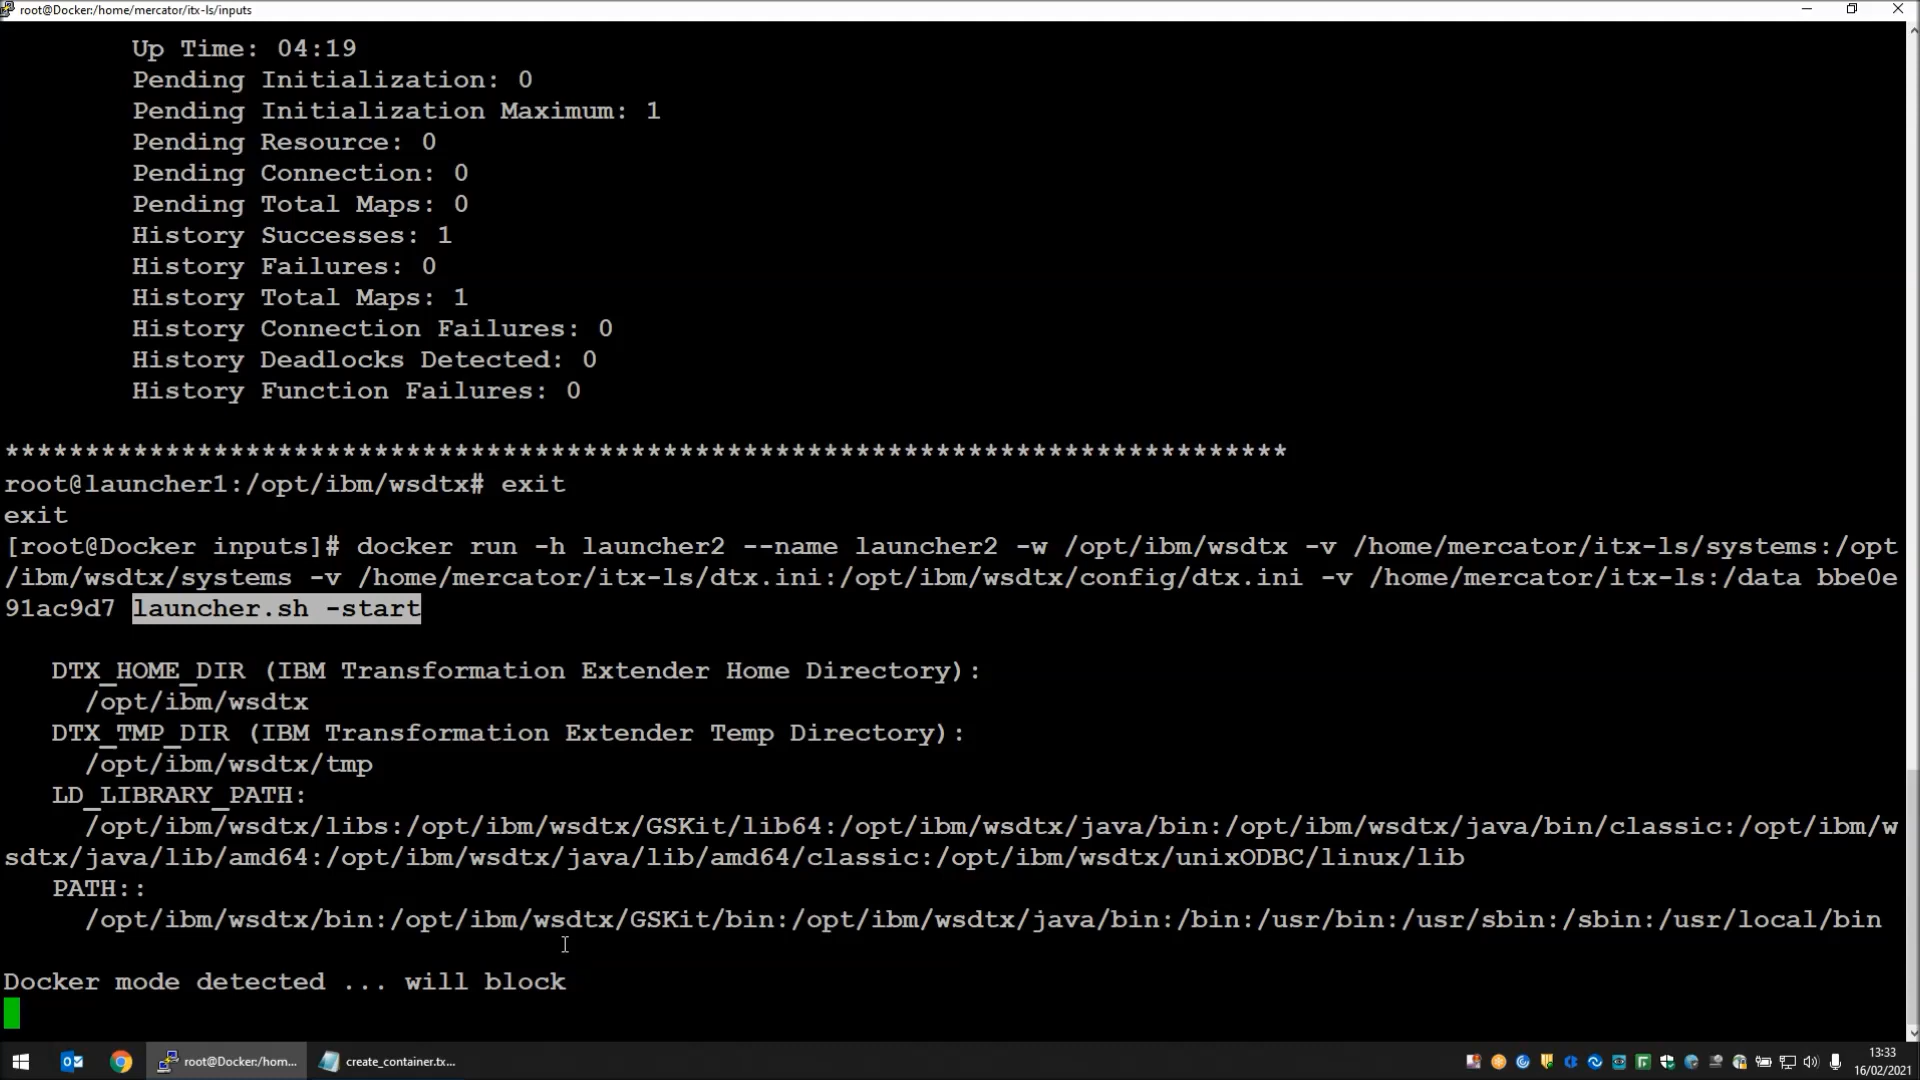 root@Docker:/home/mercator/itx-ls/inputs
Up Time: 04:19
Pending Initialization: 0
Pending Initialization Maximum: 1
Pending Resource: 0
Pending Connection: 0
Pending Total Maps: 0
History Successes: 1
History Failures: 0
History Total Maps: 1
History Connection Failures: 0
History Deadlocks Detected: 0
History Function Failures: 0
********************************************************************************
root@launcher1:/opt/ibm/wsdtx# exit
exit
[root@Docker inputs]# docker run -h launcher2 --name launcher2 -w /opt/ibm/wsdtx -v /home/mercator/itx-ls/systems:/opt
/ibm/wsdtx/systems -v /home/mercator/itx-ls/dtx.ini:/opt/ibm/wsdtx/config/dtx.ini -v /home/mercator/itx-ls:/data bbe0e
91ac9d7 launcher.sh -start
DTX_HOME_DIR (IBM Transformation Extender Home Directory):
/opt/ibm/wsdtx
DTX_TMP_DIR (IBM Transformation Extender Temp Directory):
/opt/ibm/wsdtx/tmp
LD_LIBRARY_PATH:
/opt/ibm/wsdtx/libs:/opt/ibm/wsdtx/GSKit/lib64:/opt/ibm/wsdtx/java/bin:/opt/ibm/wsdtx/java/bin/classic:/opt/ibm/w
sdtx/java/lib/amd64:/opt/ibm/wsdtx/java/lib/amd64/classic:/opt/ibm/wsdtx/unixODBC/linux/lib
PATH::
/opt/ibm/wsdtx/bin:/opt/ibm/wsdtx/GSKit/bin:/opt/ibm/wsdtx/java/bin:/bin:/usr/bin:/usr/sbin:/sbin:/usr/local/bin
Docker mode detected ... will block
root@Docker:/hom...
create_container.tx...
13:33
16/02/2021